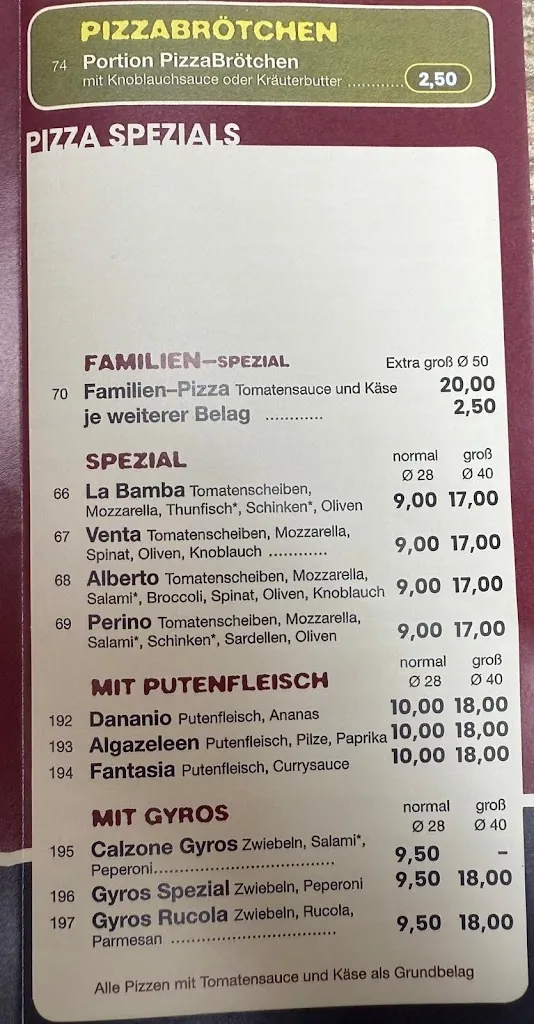 PIZZABRÖTCHEN
74 Portion PizzaBrötchen
mit Knoblauchsauce oder Kräuterbutter ............ 2,50
PIZZA SPEZIALS
FAMILIEN–SPEZIAL Extra groß Ø 50
70 Familien–Pizza Tomatensauce und Käse 20,00
je weiterer Belag ............ 2,50
SPEZIAL normal groß
Ø 28 Ø 40
66 La Bamba Tomatenscheiben,
Mozzarella, Thunfisch*, Schinken*, Oliven 9,00 17,00
67 Venta Tomatenscheiben, Mozzarella,
Spinat, Oliven, Knoblauch ............ 9,00 17,00
68 Alberto Tomatenscheiben, Mozzarella,
Salami*, Broccoli, Spinat, Oliven, Knoblauch 9,00 17,00
69 Perino Tomatenscheiben, Mozzarella,
Salami*, Schinken*, Sardellen, Oliven 9,00 17,00
MIT PUTENFLEISCH normal groß
Ø 28 Ø 40
192 Dananio Putenfleisch, Ananas 10,00 18,00
193 Algazeleen Putenfleisch, Pilze, Paprika 10,00 18,00
194 Fantasia Putenfleisch, Currysauce 10,00 18,00
MIT GYROS normal groß
Ø 28 Ø 40
195 Calzone Gyros Zwiebeln, Salami*,
Peperoni.................................... 9,50 –
196 Gyros Spezial Zwiebeln, Peperoni 9,50 18,00
197 Gyros Rucola Zwiebeln, Rucola,
Parmesan ................................. 9,50 18,00
Alle Pizzen mit Tomatensauce und Käse als Grundbelag